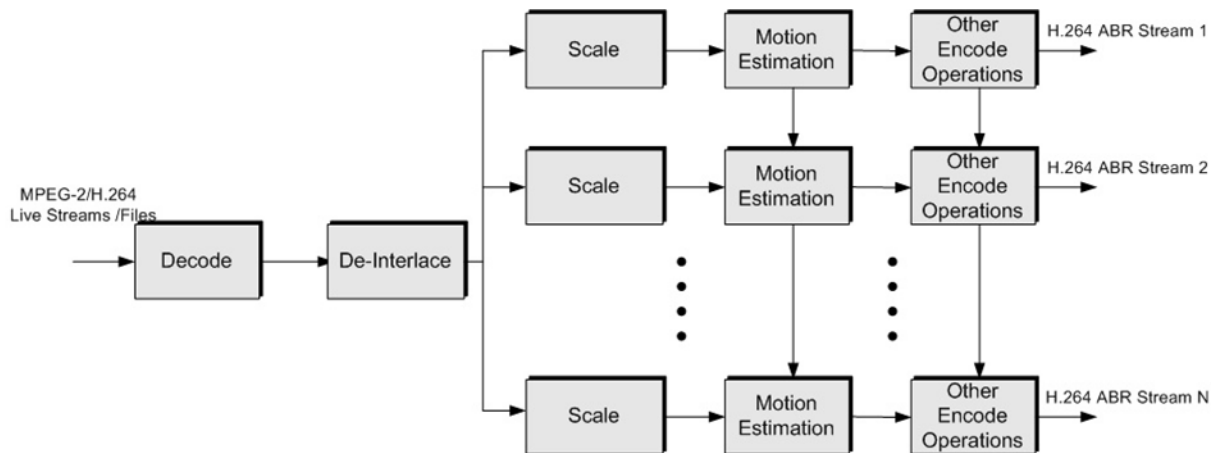 Scale
Motion
Estimation
Other
Encode
Operations
H.264 ABR Stream 1
MPEG-2/H.264
Live Streams /Files
Decode
De-Interlace
Scale
Motion
Estimation
Other
Encode
Operations
H.264 ABR Stream 2
Scale
Motion
Estimation
Other
Encode
Operations
H.264 ABR Stream N